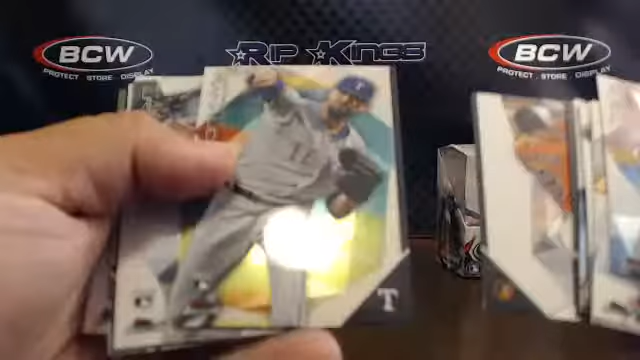 BCW
PROTECT . STORE . DISPLAY
RIP KINGS
BCW
PROTECT . STORE . DISPLAY
T
T